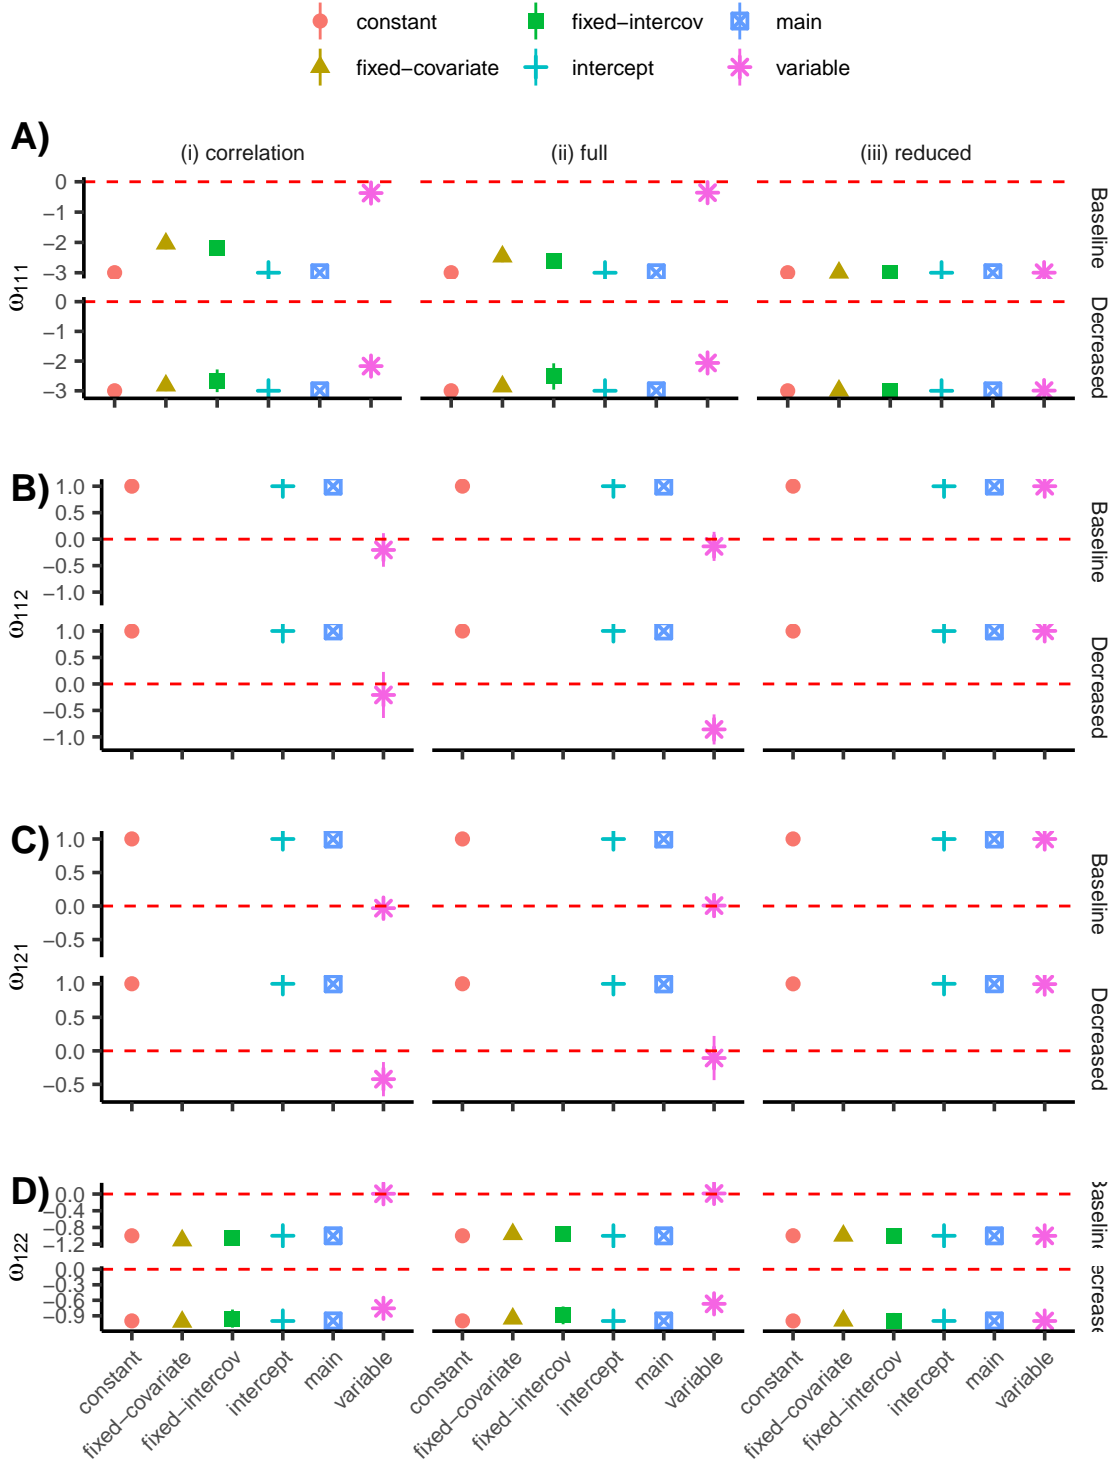 constant fixed−intercov main
fixed−covariate intercept variable
A)
(i) correlation (ii) full (iii) reduced
ω111
0
−1
−2
−3
Baseline
0
−1
−2
−3
Decreased
B)
ω112
1.0
0.5
0.0
−0.5
−1.0
Baseline
1.0
0.5
0.0
−0.5
−1.0
Decreased
C)
ω121
1.0
0.5
0.0
−0.5
Baseline
1.0
0.5
0.0
−0.5
Decreased
D)
ω122
0.0
−0.4
−0.8
−1.2
Baseline
0.0
−0.3
−0.6
−0.9
ecrease
constant fixed−covariate fixed−intercov intercept main variable constant fixed−covariate fixed−intercov intercept main variable constant fixed−covariate fixed−intercov intercept main variable